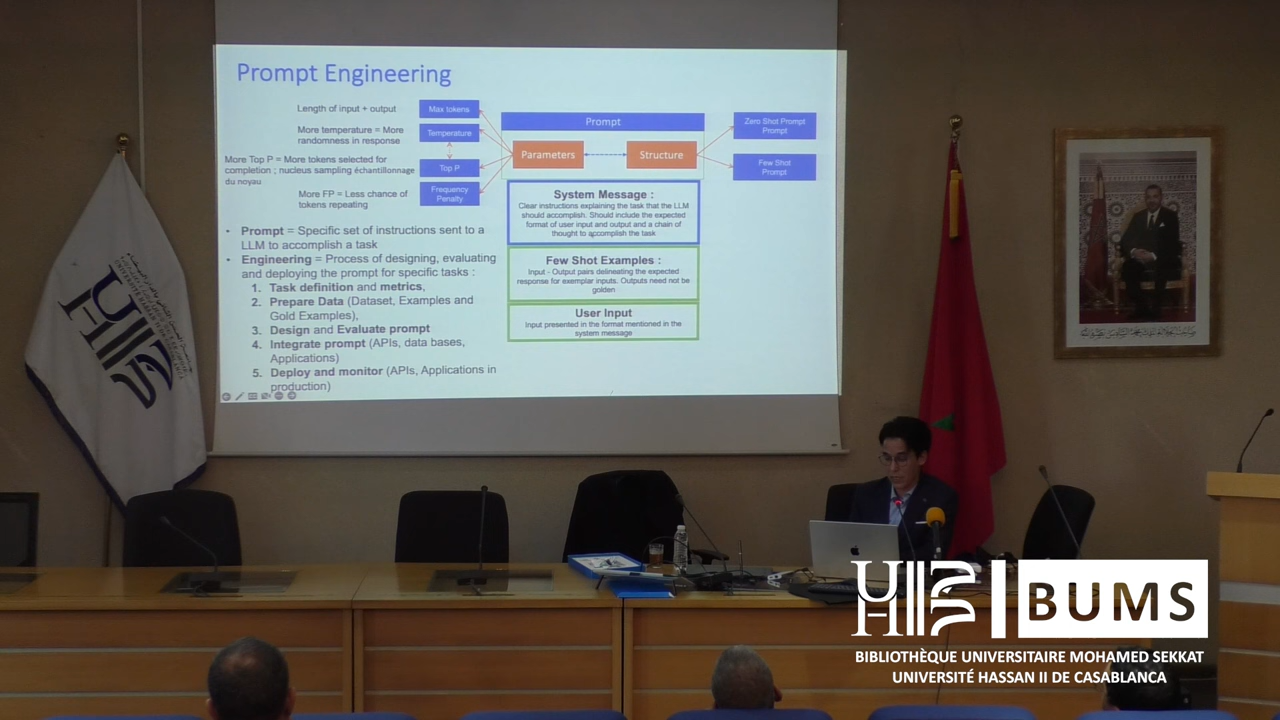 Prompt Engineering
Length of input + output
Max tokens
More temperature = More
randomness in response
Temperature
More Top P = More tokens selected for
completion ; nucleus sampling échantillonnage
du noyau
Top P
More FP = Less chance of
tokens repeating
Frequency
Penalty
Prompt
Parameters
Structure
Zero Shot Prompt
Prompt
Few Shot
Prompt
• Prompt = Specific set of instructions sent to a
LLM to accomplish a task
• Engineering = Process of designing, evaluating
and deploying the prompt for specific tasks :
1. Task definition and metrics,
2. Prepare Data (Dataset, Examples and
Gold Examples),
3. Design and Evaluate prompt
4. Integrate prompt (APIs, data bases,
Applications)
5. Deploy and monitor (APIs, Applications in
production)
System Message :
Clear instructions explaining the task that the LLM
should accomplish. Should include the expected
format of user input and output and a chain of
thought to accomplish the task
Few Shot Examples :
Input - Output pairs delineating the expected
response for exemplar inputs. Outputs need not be
golden
User Input
Input presented in the format mentioned in the
system message
BUMS
BIBLIOTHÈQUE UNIVERSITAIRE MOHAMED SEKKAT
UNIVERSITÉ HASSAN II DE CASABLANCA